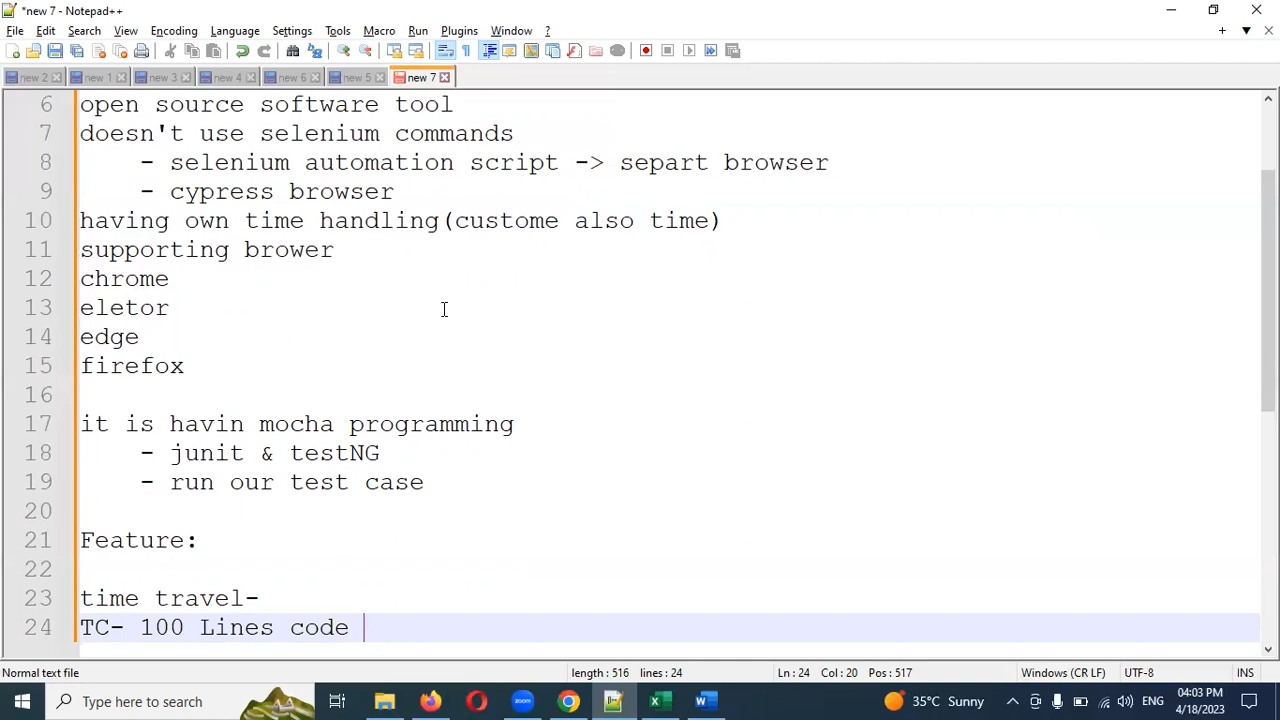 *new 7 - Notepad++
File Edit Search View Encoding Language Settings Tools Macro Run Plugins Window ?
new 2 new 1 new 3 new 4 new 6 new 5 new 7
6 open source software tool
7 doesn't use selenium commands
8 - selenium automation script -> separt browser
9 - cypress browser
10 having own time handling(custome also time)
11 supporting brower
12 chrome
13 eletor
14 edge
15 firefox
16
17 it is havin mocha programming
18 - junit & testNG
19 - run our test case
20
21 Feature:
22
23 time travel-
24 TC- 100 Lines code
Normal text file length : 516 lines : 24 Ln : 24 Col : 20 Pos : 517 Windows (CR LF) UTF-8 INS
Type here to search 35°C Sunny ENG 04:03 PM
4/18/2023